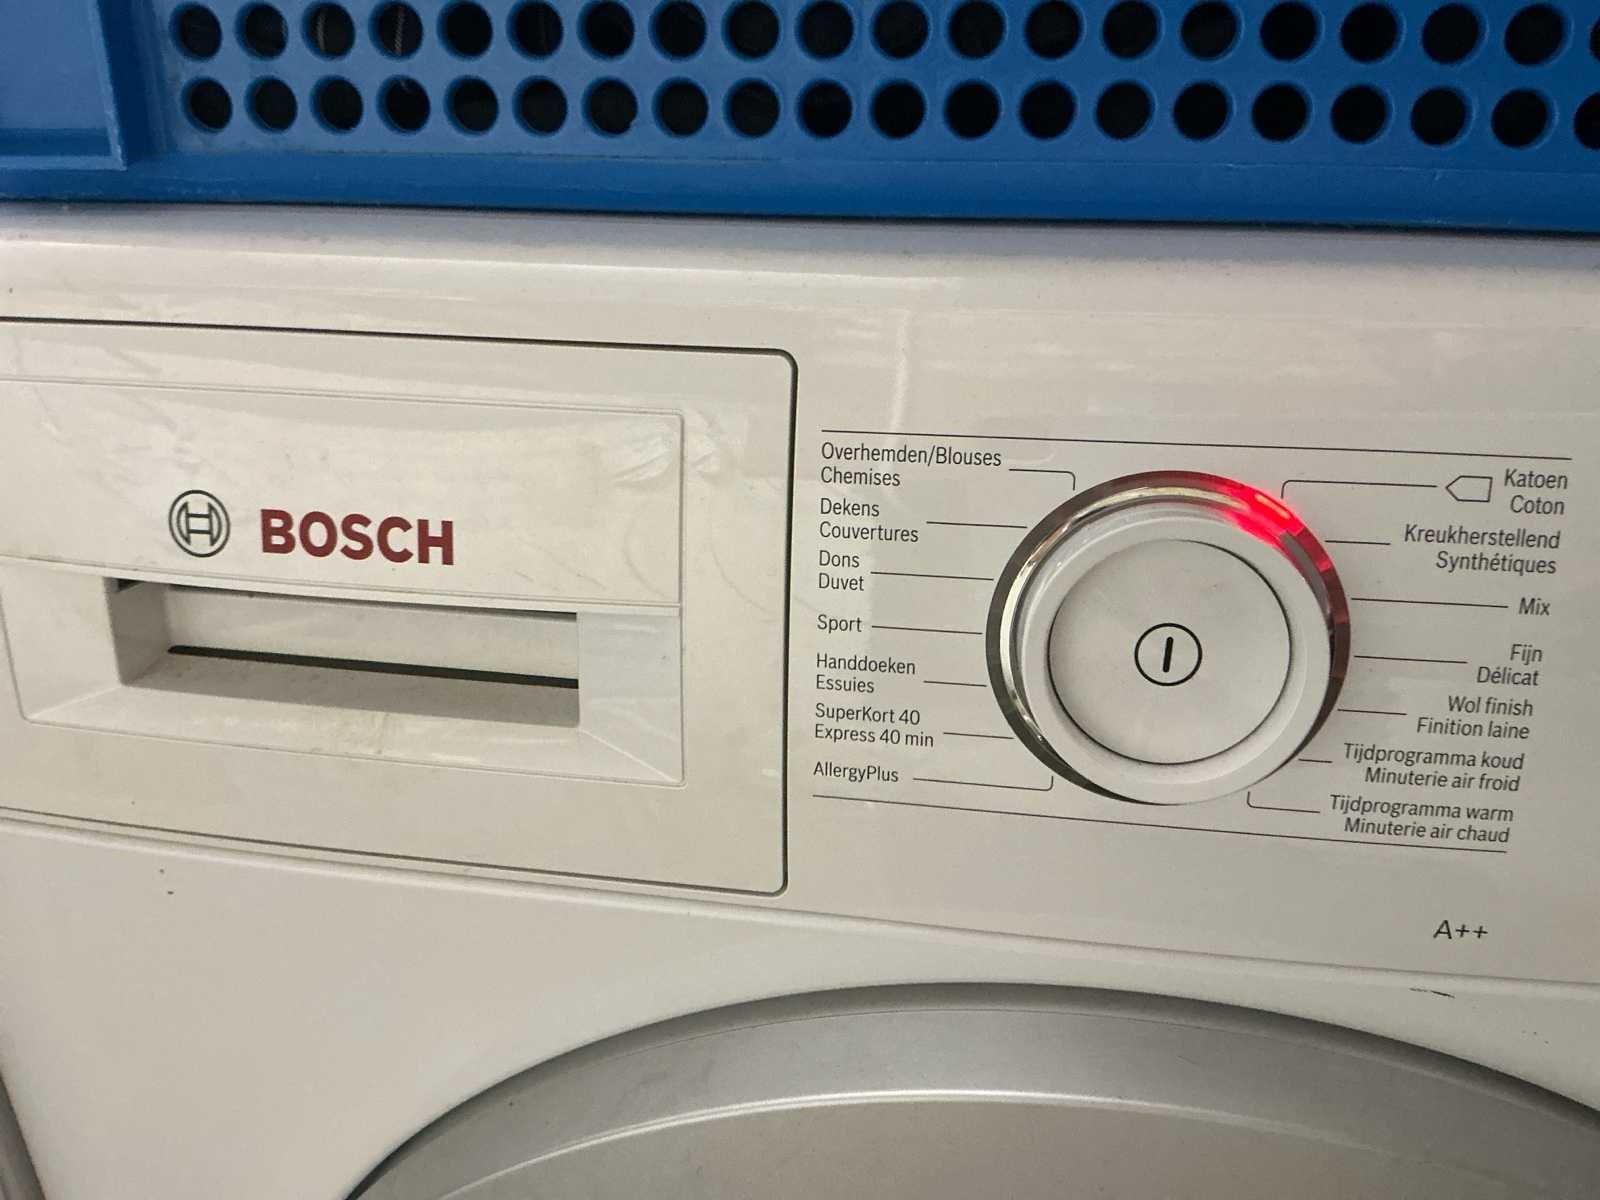 BOSCH
Overhemden/Blouses
Chemises
Dekens
Couvertures
Dons
Duvet
Sport
Handdoeken
Essuies
SuperKort 40
Express 40 min
AllergyPlus
Katoen
Coton
Kreukherstellend
Synthétiques
Mix
Fijn
Délicat
Wol finish
Finition laine
Tijdprogramma koud
Minuterie air froid
Tijdprogramma warm
Minuterie air chaud
A++